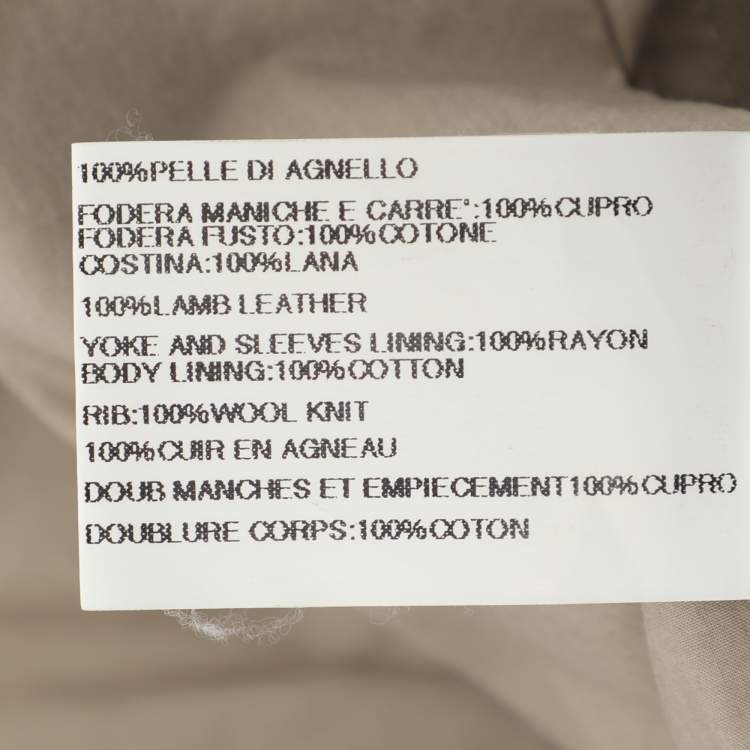 100%PELLE DI AGNELLO
FODERA MANICHE E CARRE':100%CUPRO
FODERA FUSTO:100%COTONE
COSTINA:100%LANA
100%LAMB LEATHER
YOKE AND SLEEVES LINING:100%RAYON
BODY LINING:100%COTTON
RIB:100%WOOL KNIT
100%CUIR EN AGNEAU
DOUB MANCHES ET EMPIECEMENT100%CUPRO
DOUBLURE CORPS:100%COTON